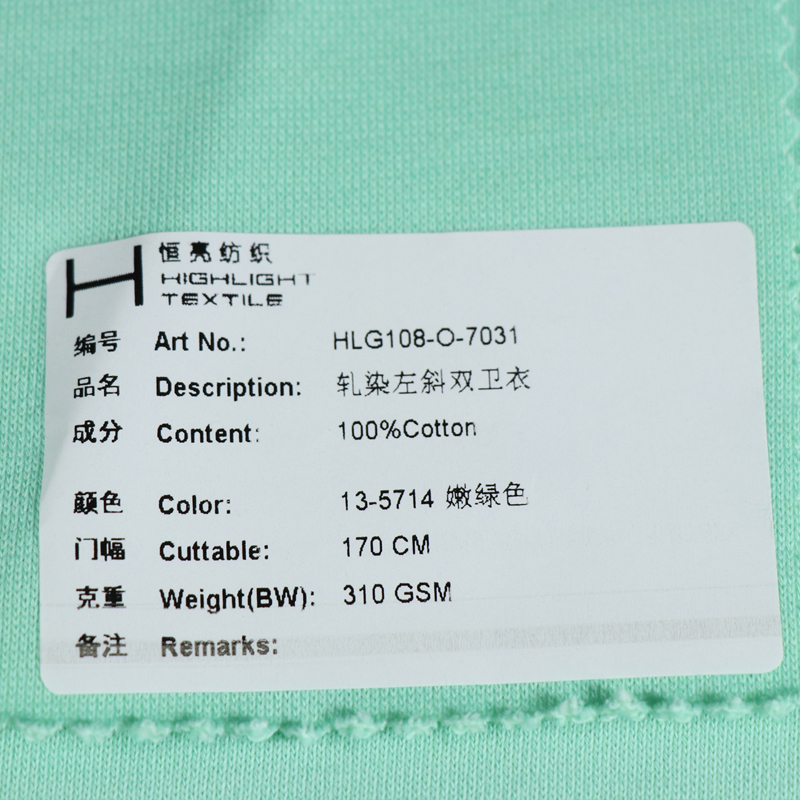 恒亮纺织
HIGHLIGHT
TEXTILE
编号 Art No.: HLG108-O-7031
品名 Description: 轧染左斜双卫衣
成分 Content: 100%Cotton
颜色 Color: 13-5714 嫩绿色
门幅 Cuttable: 170 CM
克重 Weight(BW): 310 GSM
备注 Remarks: